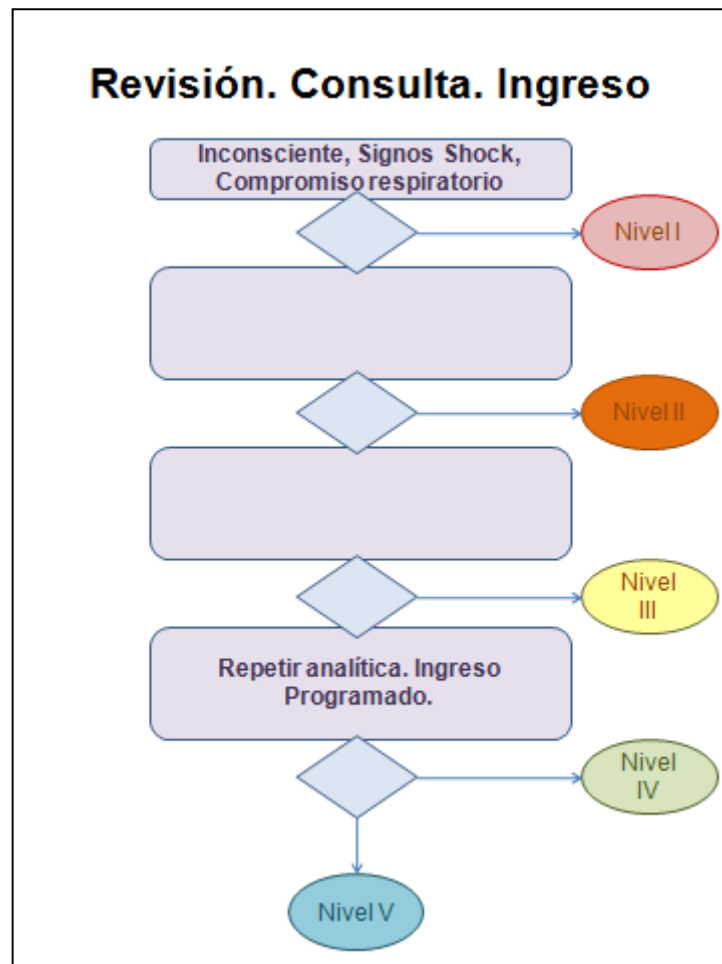 Revisión. Consulta. Ingreso
Inconsciente, Signos Shock,
Compromiso respiratorio
Nivel I
Nivel II
Nivel
III
Repetir analítica. Ingreso
Programado.
Nivel
IV
Nivel V